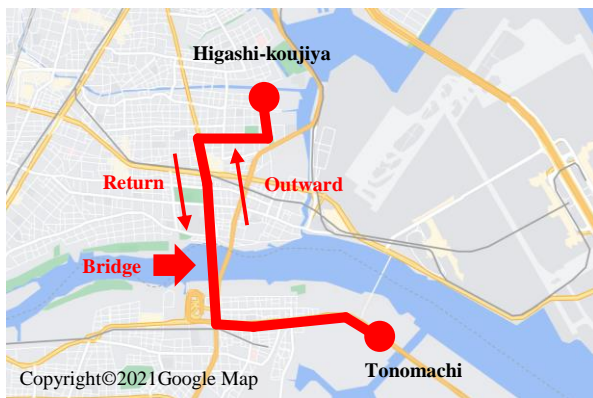 Higashi-koujiya
Return
Outward
Bridge
Tonomachi
Copyright©2021Google Map